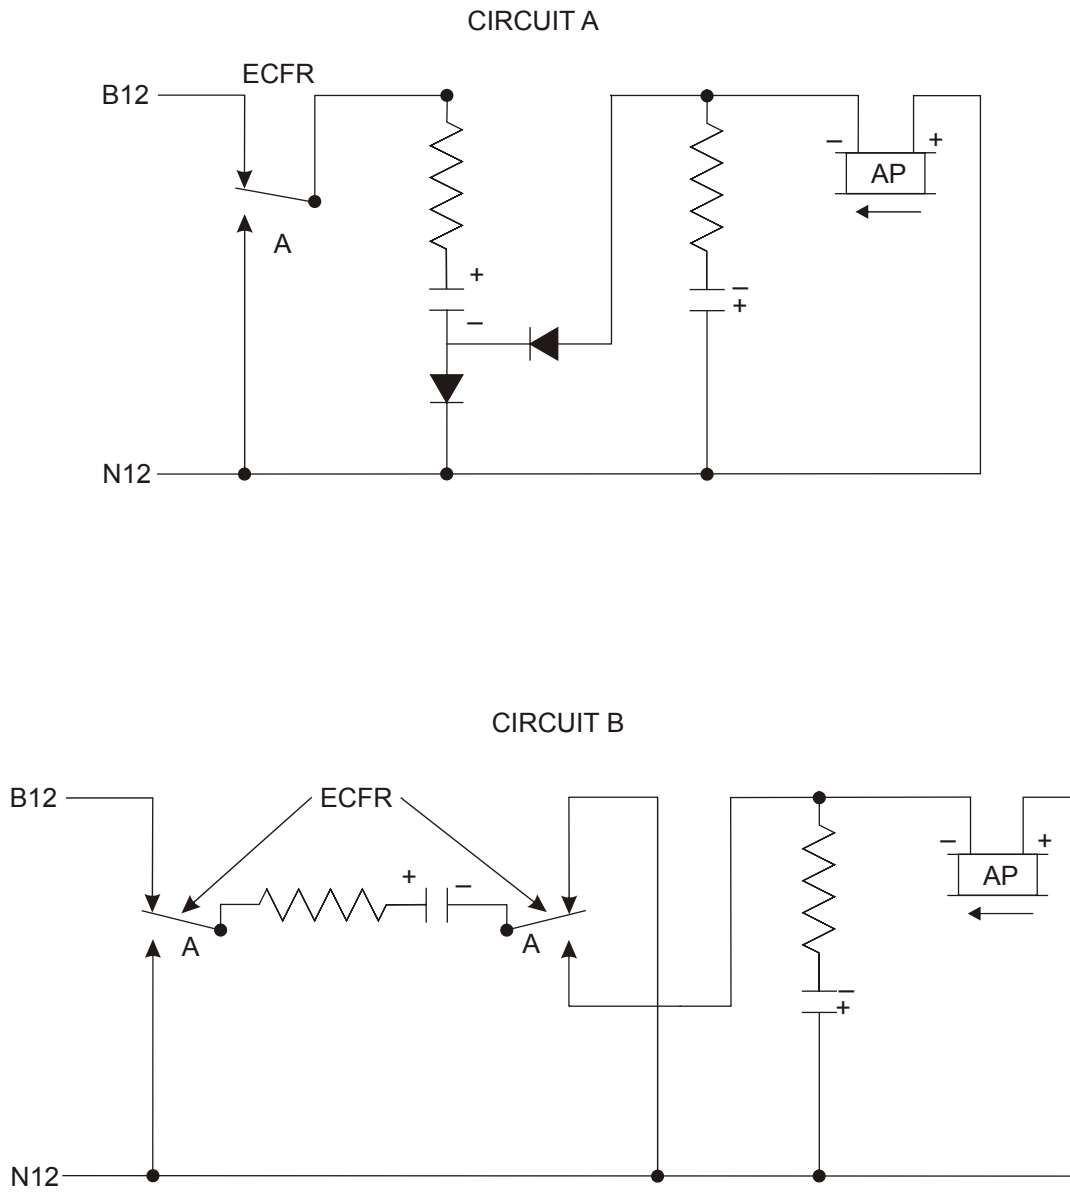 CIRCUIT A
ECFR
B12
− +
AP
A
+
−
−
+
N12
CIRCUIT B
B12
ECFR
− +
AP
+ −
A
A
−
+
N12